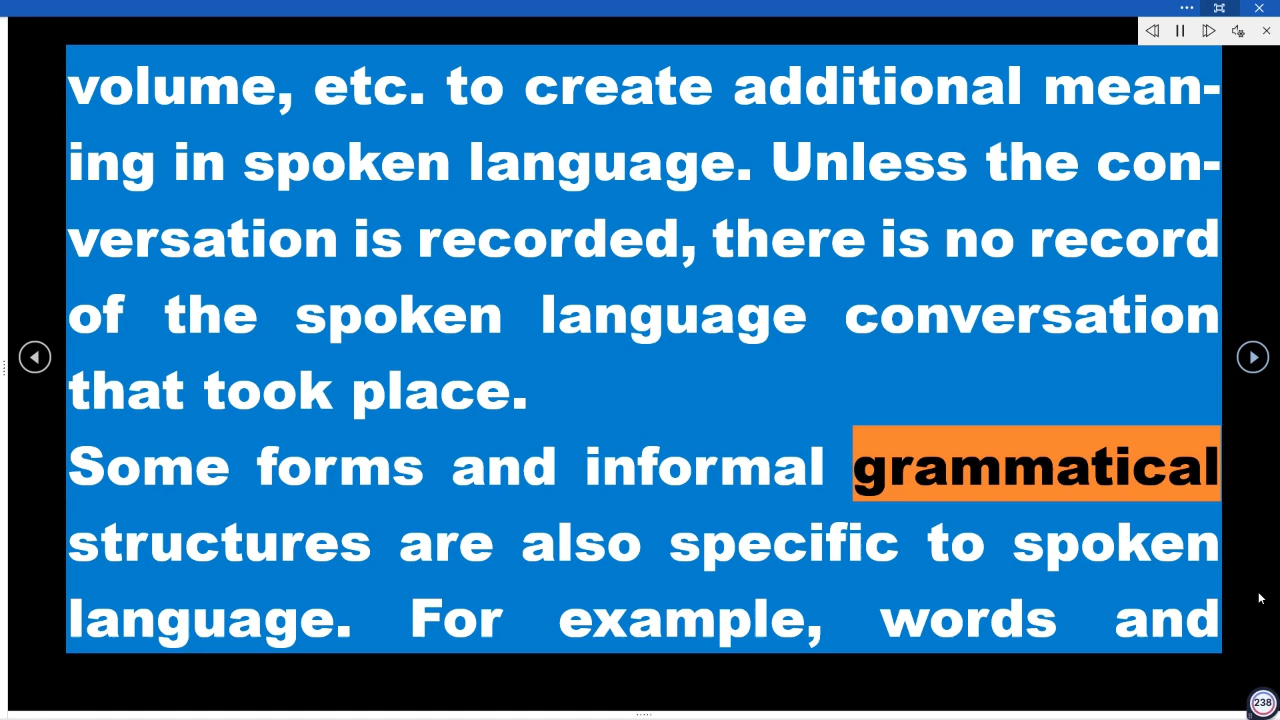 volume, etc. to create additional mean-
ing in spoken language. Unless the con-
versation is recorded, there is no record
of the spoken language conversation
that took place.
Some forms and informal grammatical
structures are also specific to spoken
language. For example, words and
238